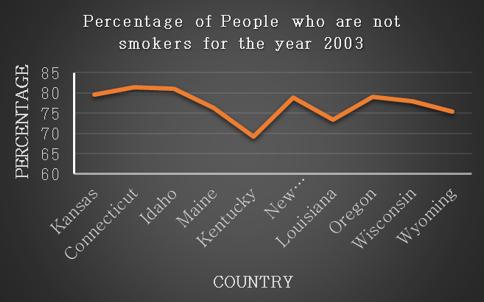 Percentage of People who are not
smokers for the year 2003
PERCENTAGE
85
80
75
70
65
60
Kansas
Connecticut
Idaho
Maine
Kentucky
New...
Louisiana
Oregon
Wisconsin
Wyoming
COUNTRY